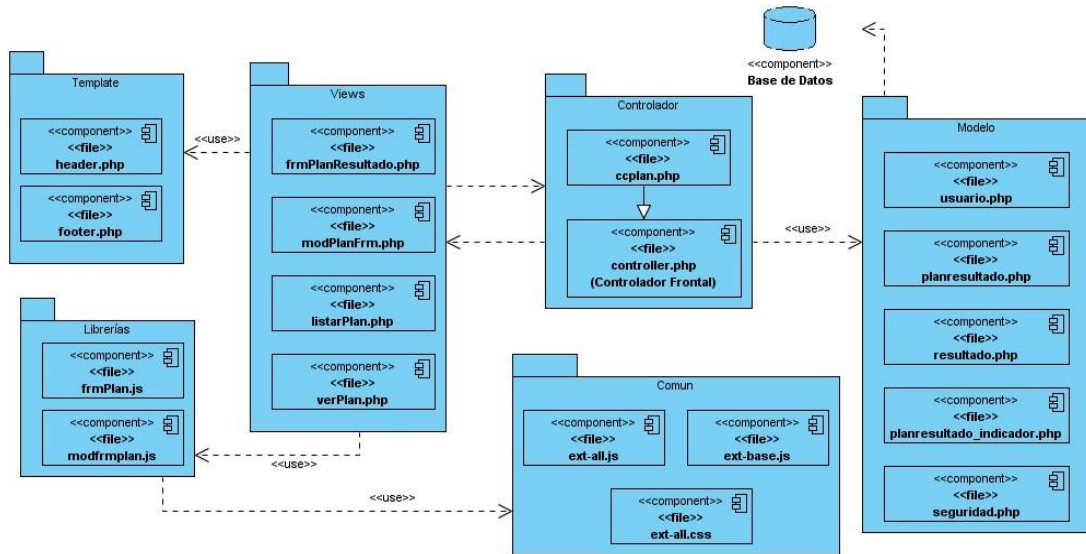 Template
<<component>>
<<file>>
header.php
<<component>>
<<file>>
footer.php
<<use>>
Views
<<component>>
<<file>>
frmPlanResultado.php
<<component>>
<<file>>
modPlanFrm.php
<<component>>
<<file>>
listarPlan.php
<<component>>
<<file>>
verPlan.php
Controlador
<<component>>
<<file>>
ccplan.php
<<component>>
<<file>>
controller.php
(Controlador Frontal)
<<use>>
<<component>>
Base de Datos
Modelo
<<component>>
<<file>>
usuario.php
<<component>>
<<file>>
planresultado.php
<<component>>
<<file>>
resultado.php
<<component>>
<<file>>
planresultado_indicador.php
<<component>>
<<file>>
seguridad.php
Librerías
<<component>>
<<file>>
frmPlan.js
<<component>>
<<file>>
modfrmplan.js
<<use>>
<<use>>
Comun
<<component>>
<<file>>
ext-all.js
<<component>>
<<file>>
ext-base.js
<<component>>
<<file>>
ext-all.css